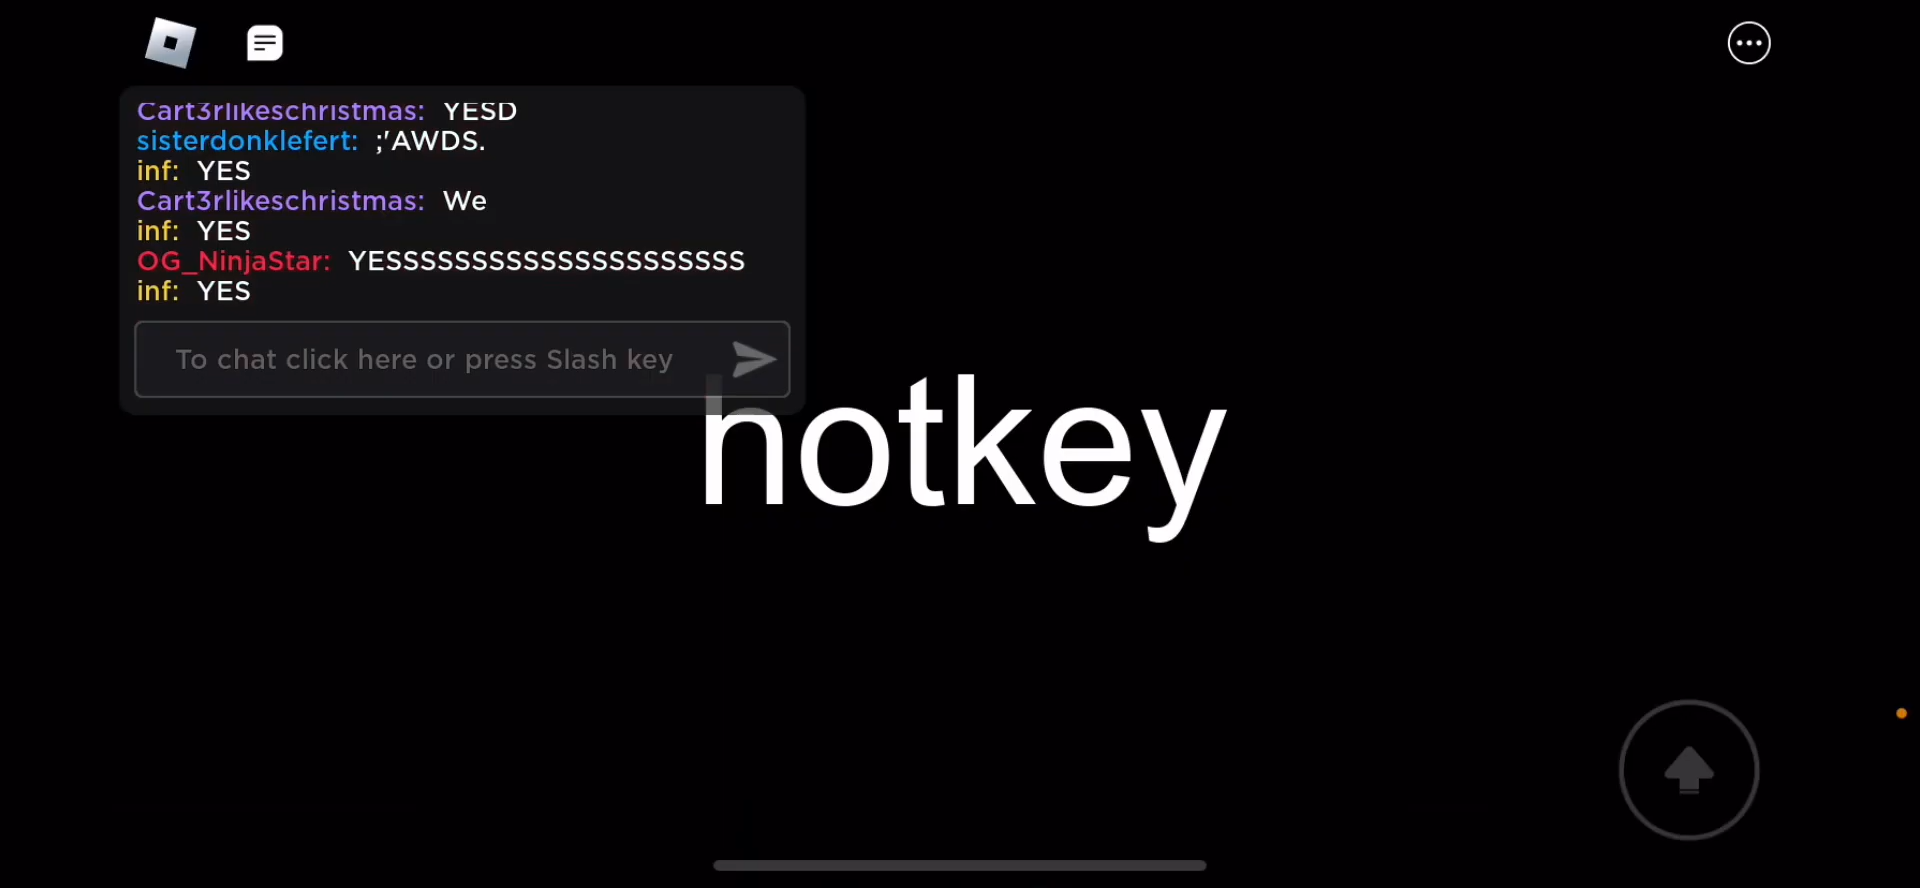 Cart3rlikeschristmas: YESD
sisterdonklefert: ;'AWDS.
inf: YES
Cart3rlikeschristmas: We
inf: YES
OG_NinjaStar: YESSSSSSSSSSSSSSSSSSSSS
inf: YES
To chat click here or press Slash key
hotkey